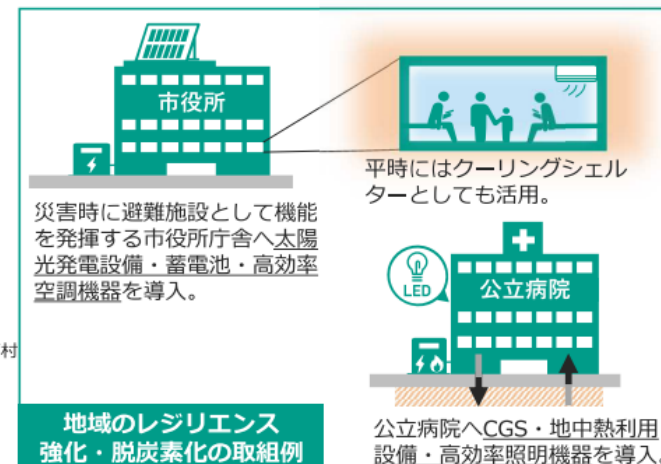 市役所
災害時に避難施設として機能
を発揮する市役所庁舎へ太陽
光発電設備・蓄電池・高効率
空調機器を導入。
平時にはクーリングシェル
ターとしても活用。
LED
公立病院
公立病院へCGS・地中熱利用
設備・高効率照明機器を導入。
村
地域のレジリエンス
強化・脱炭素化の取組例